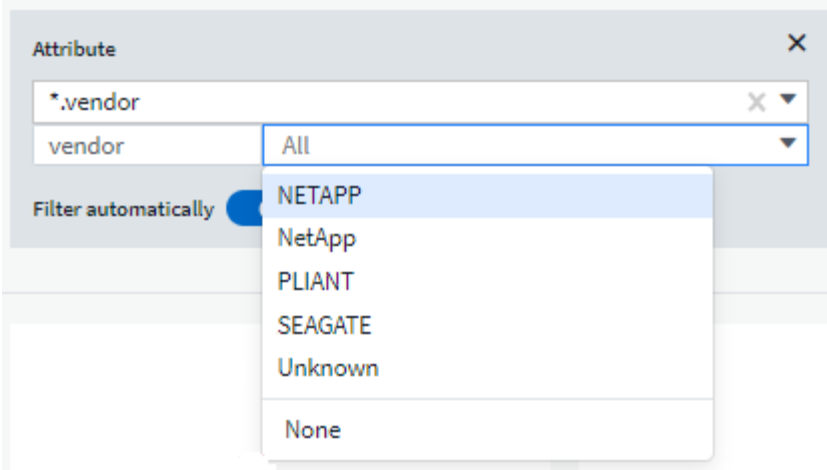 Attribute
*.vendor
vendor All
Filter automatically
NETAPP
NetApp
PLIANT
SEAGATE
Unknown
None